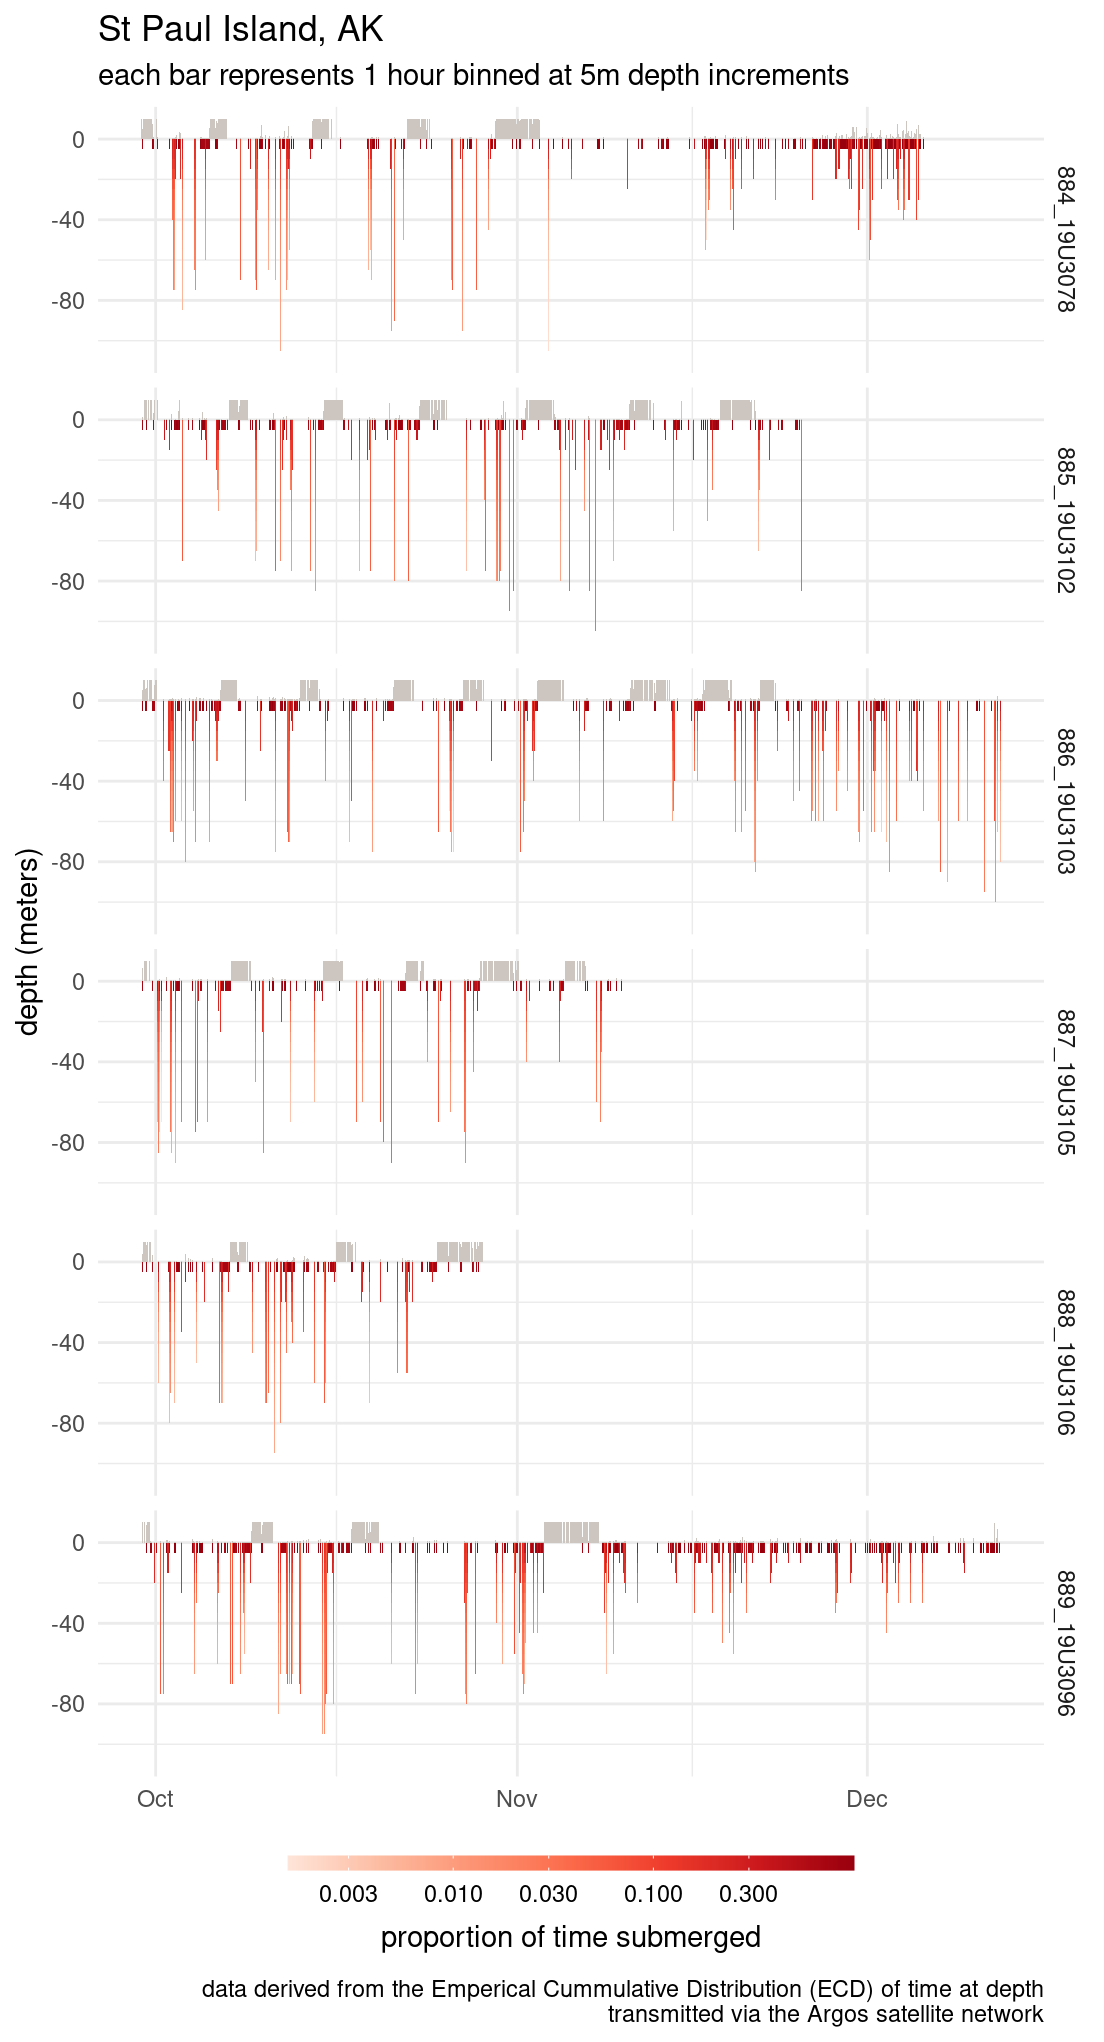 St Paul Island, AK
each bar represents 1 hour binned at 5m depth increments
0
-40
-80
884_19U3078
0
-40
-80
885_19U3102
0
-40
-80
886_19U3103
depth (meters)
0
-40
-80
887_19U3105
0
-40
-80
888_19U3106
0
-40
-80
889_19U3096
Oct Nov Dec
0.003 0.010 0.030 0.100 0.300
proportion of time submerged
data derived from the Emperical Cummulative Distribution (ECD) of time at depth
transmitted via the Argos satellite network